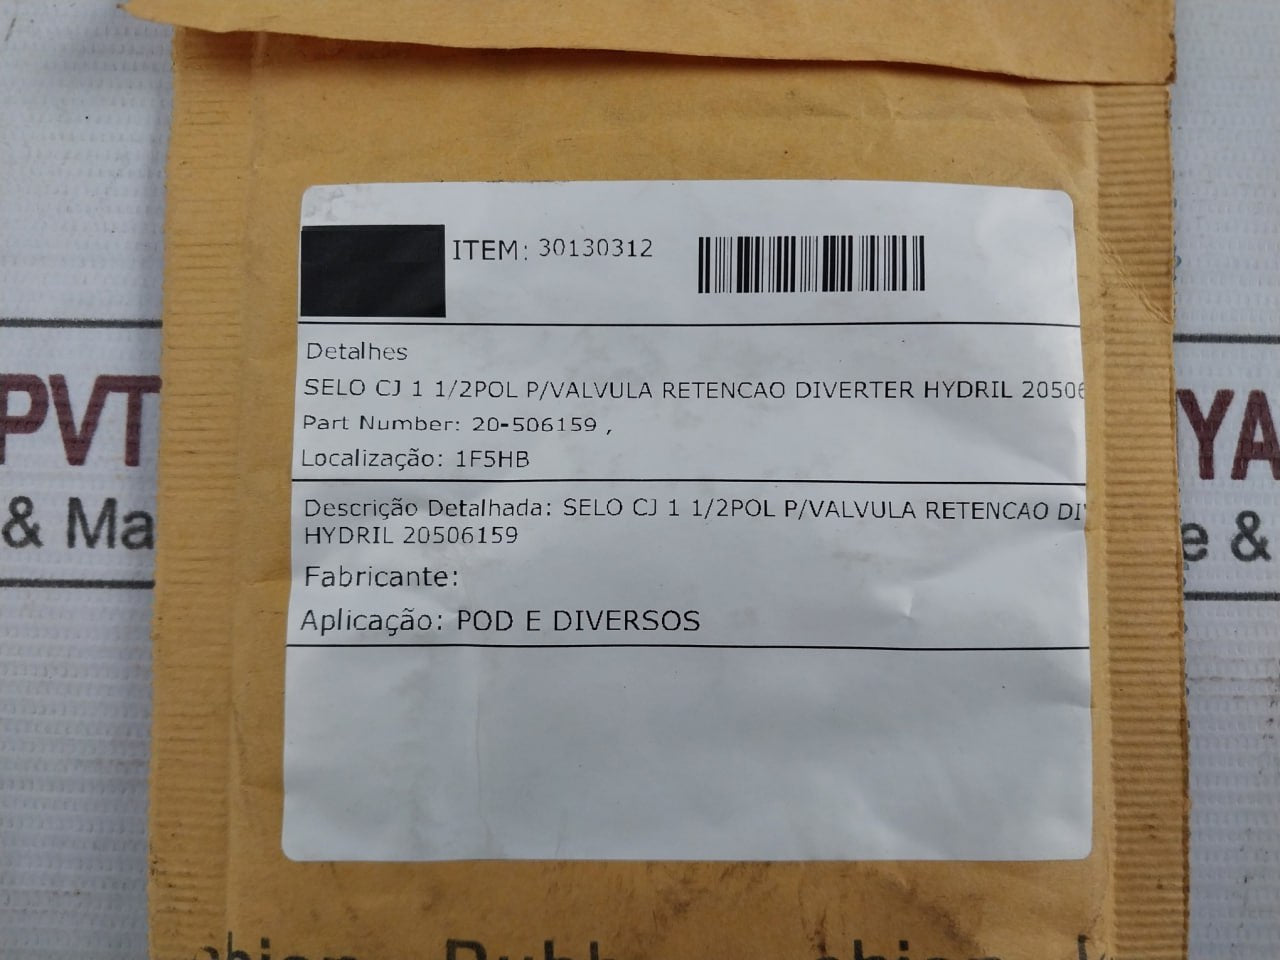 ITEM: 30130312
Detalhes
SELO CJ 1 1/2POL P/VALVULA RETENCAO DIVERTER HYDRIL 20506
Part Number: 20-506159 ,
Localização: 1F5HB
Descrição Detalhada: SELO CJ 1 1/2POL P/VALVULA RETENCAO DI
HYDRIL 20506159
Fabricante:
Aplicação: POD E DIVERSOS
PVT
YA
& Ma
e &